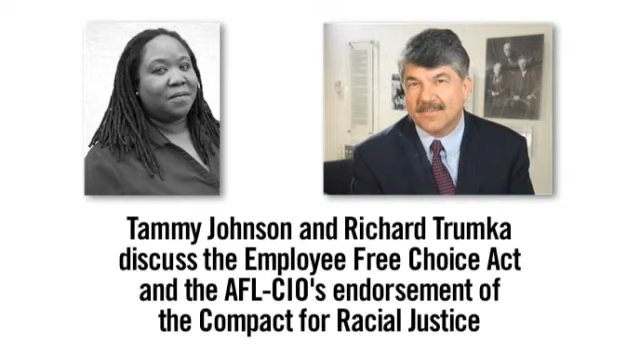 Tammy Johnson and Richard Trumka
discuss the Employee Free Choice Act
and the AFL-CIO's endorsement of
the Compact for Racial Justice